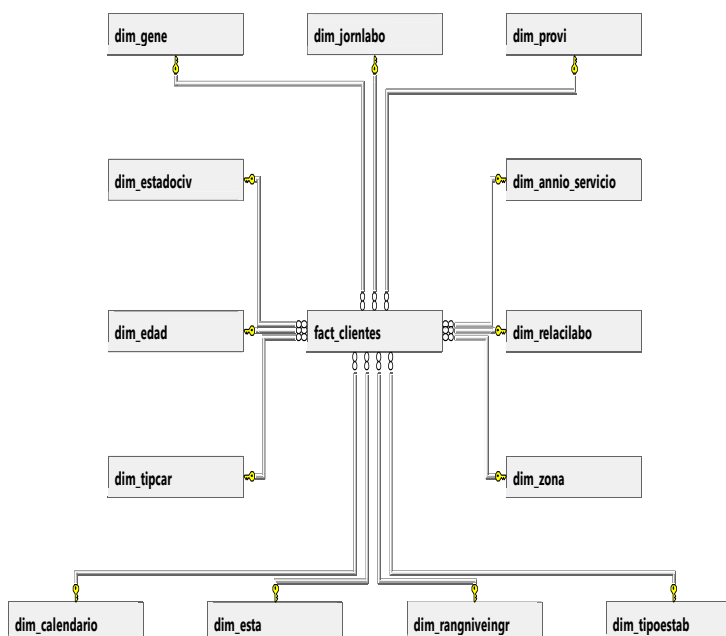 dim_gene
dim_jornlabo
dim_provi
dim_estadociv
dim_annio_servicio
dim_edad
fact_clientes
dim_relacilabo
dim_tipcar
dim_zona
dim_calendario
dim_esta
dim_rangniveingr
dim_tipoestab